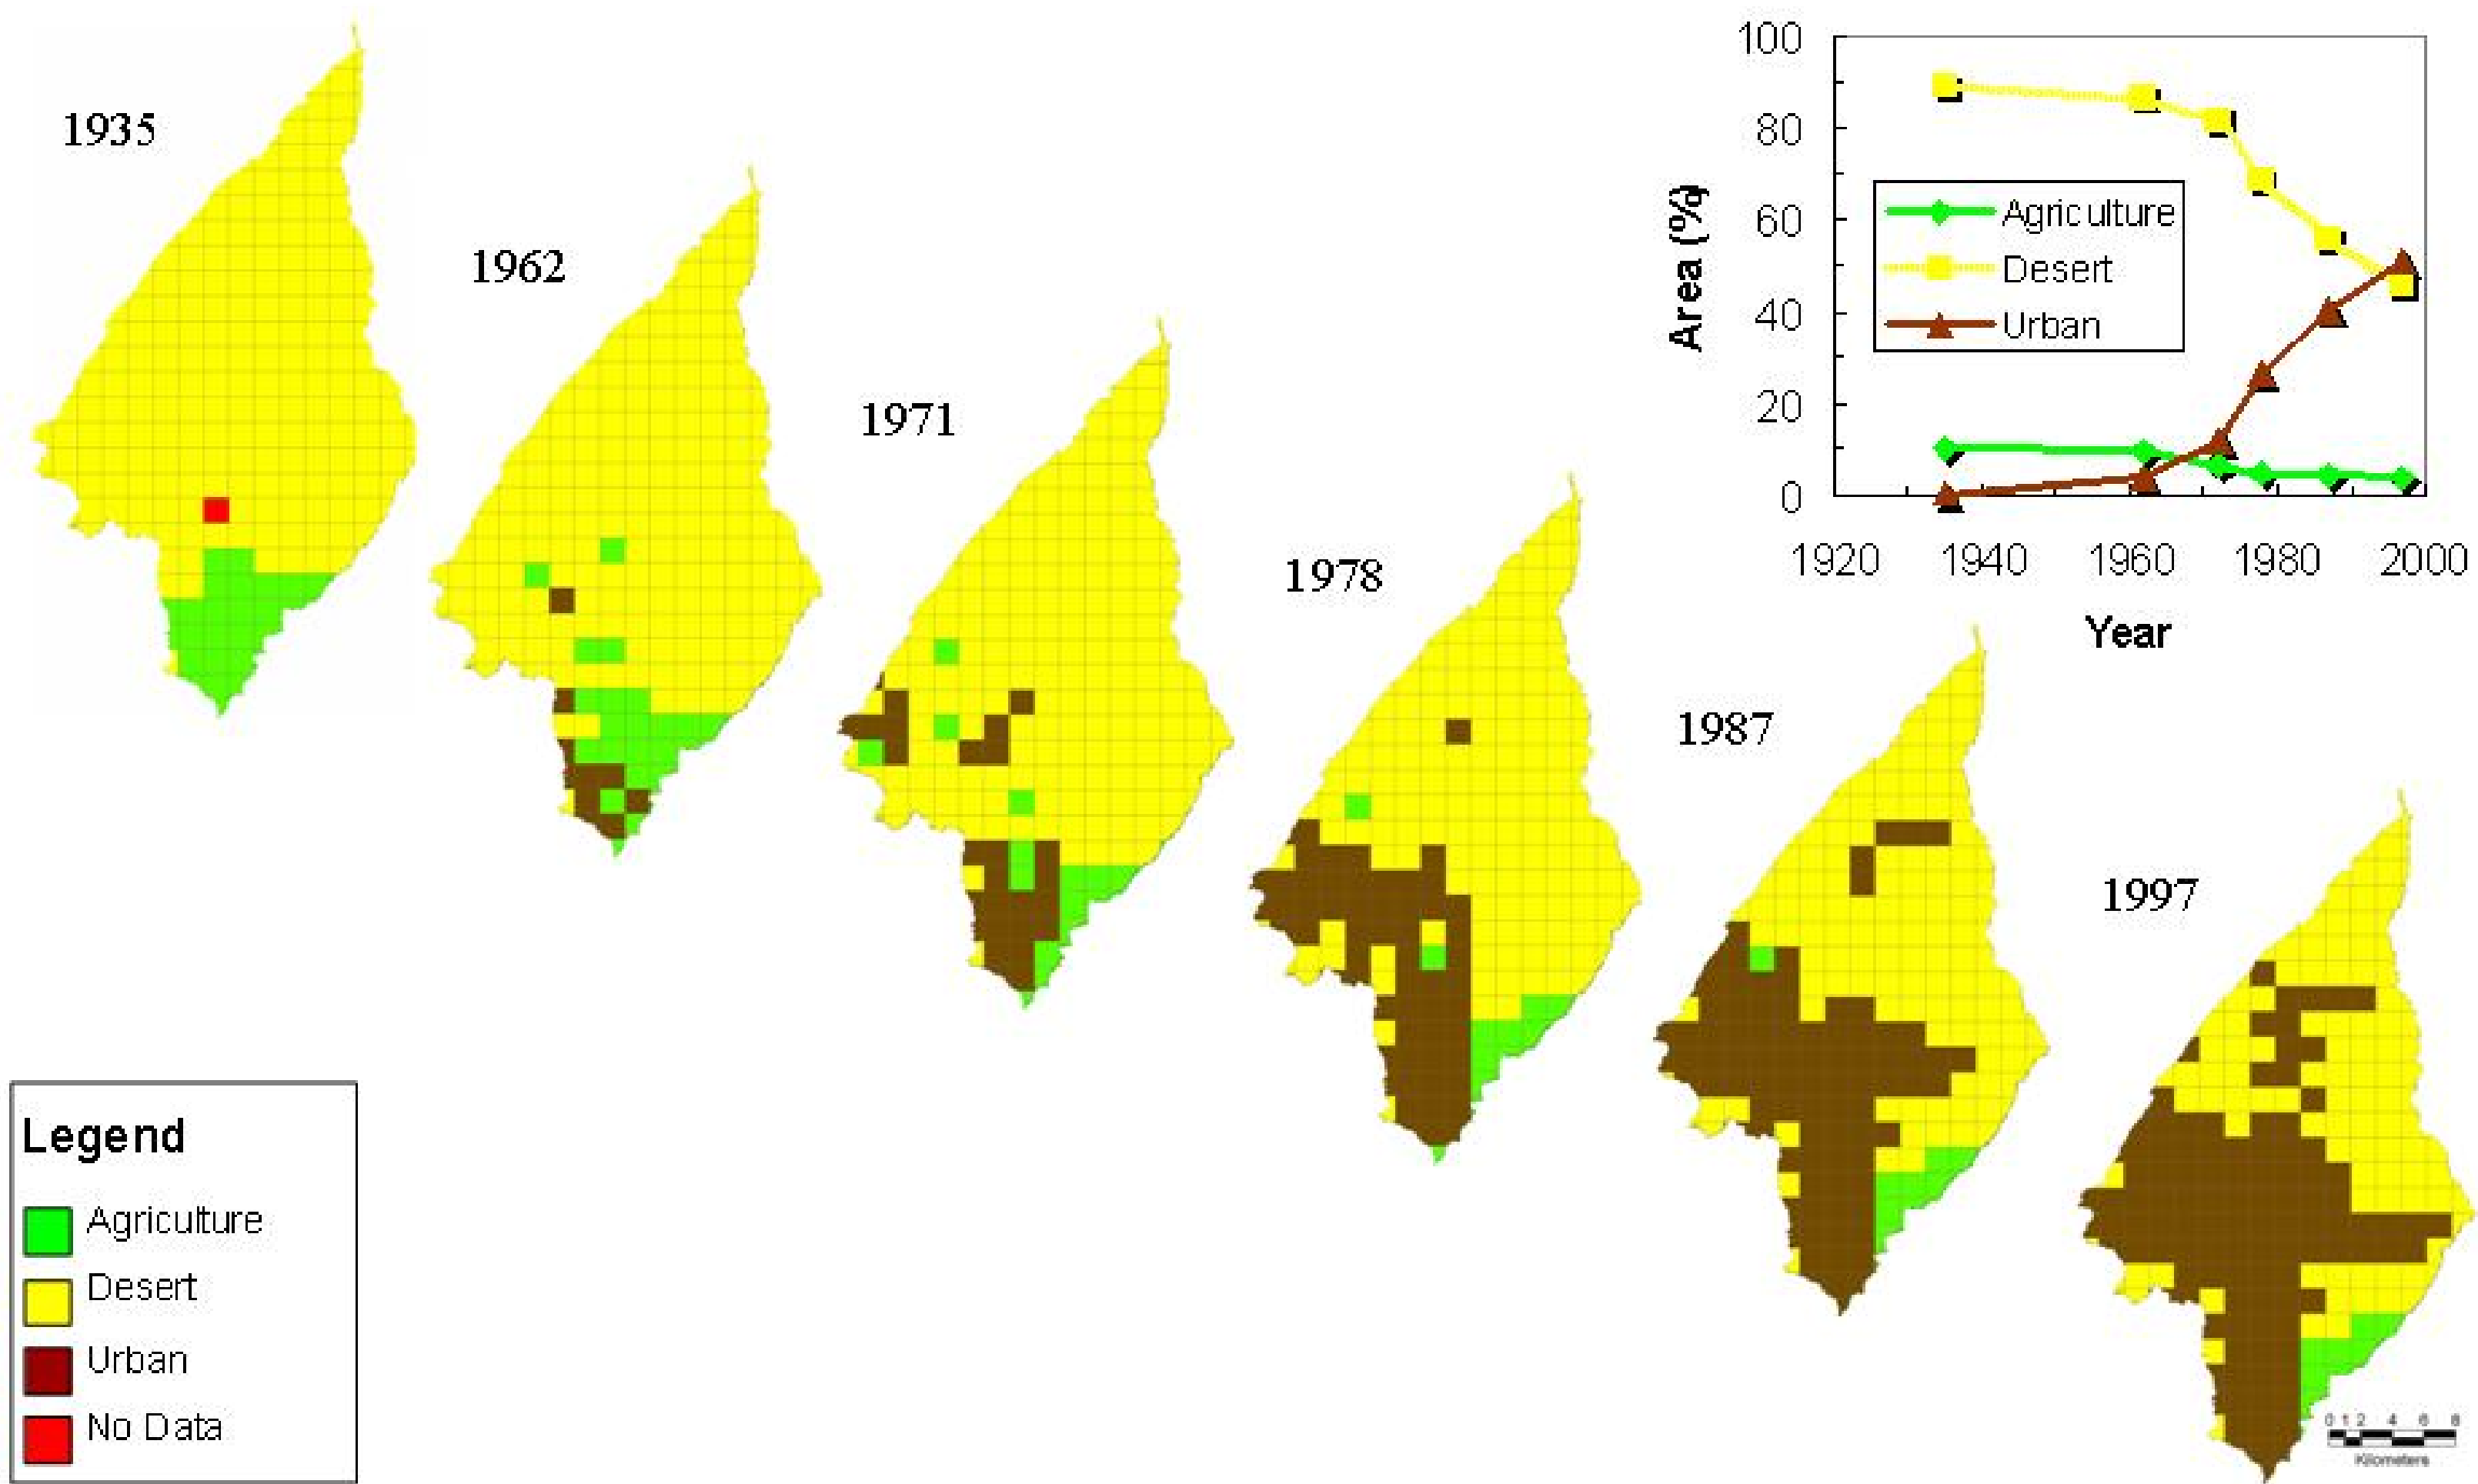 1935
1962
1971
1978
1987
1997
100
80
60
40
20
0
Area (%)
Agriculture
Desert
Urban
1920 1940 1960 1980 2000
Year
Legend
Agriculture
Desert
Urban
No Data
0 1 2 4 6 8
Kilometers